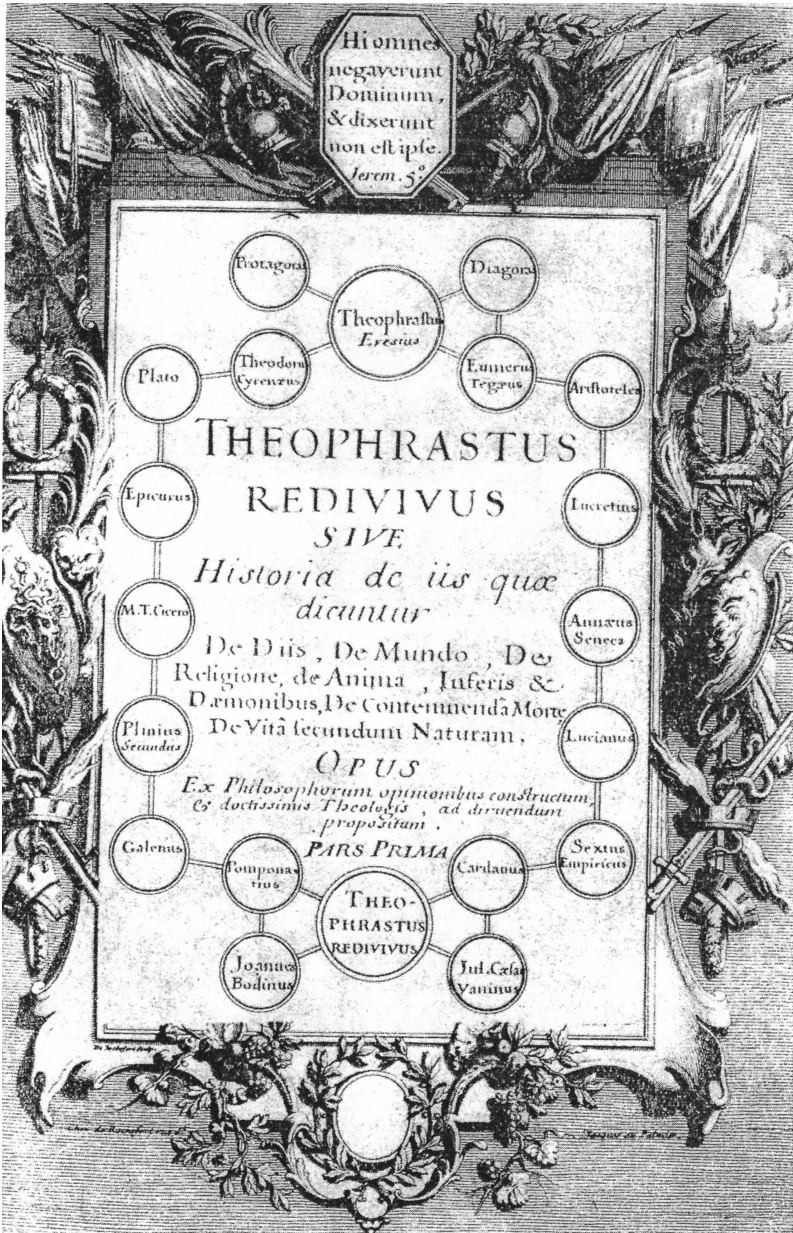 Hi omnes
negaverunt
Dominum,
& dixerunt
non est ipse.
Jerem. 5°
Protagoras
Diagoras
Theophrastus
Eresius
Theodorus
Cyrenæus
Eumerus
Tegæus
Plato
Aristoteles
THEOPHRASTUS
REDIVIVUS
SIVE
Historia de iis quæ
dicuntur
De Diis, De Mundo, De
Religione, de Anima, Inferis &
Dæmonibus, De Contemnendâ Morte
De Vitâ secundum Naturam.
OPUS
Ex Philosophorum opinionibus constructum,
& doctissimis Theologis, ad diruendum
propositum.
PARS PRIMA
Epicurus
Lucretius
M.T. Cicero
Annæus
Seneca
Plinius
Secundus
Lucianus
Galenus
Sextus
Empiricus
Pomponatius
Cardanus
THEO-
PHRASTUS
REDIVIVUS
Joannes
Bodinus
Jul. Cæsar
Vaninus